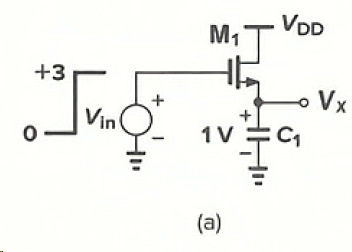 VDD
M1
+3
0
Vin
+
−
+
1 V
−
C1
VX
(a)